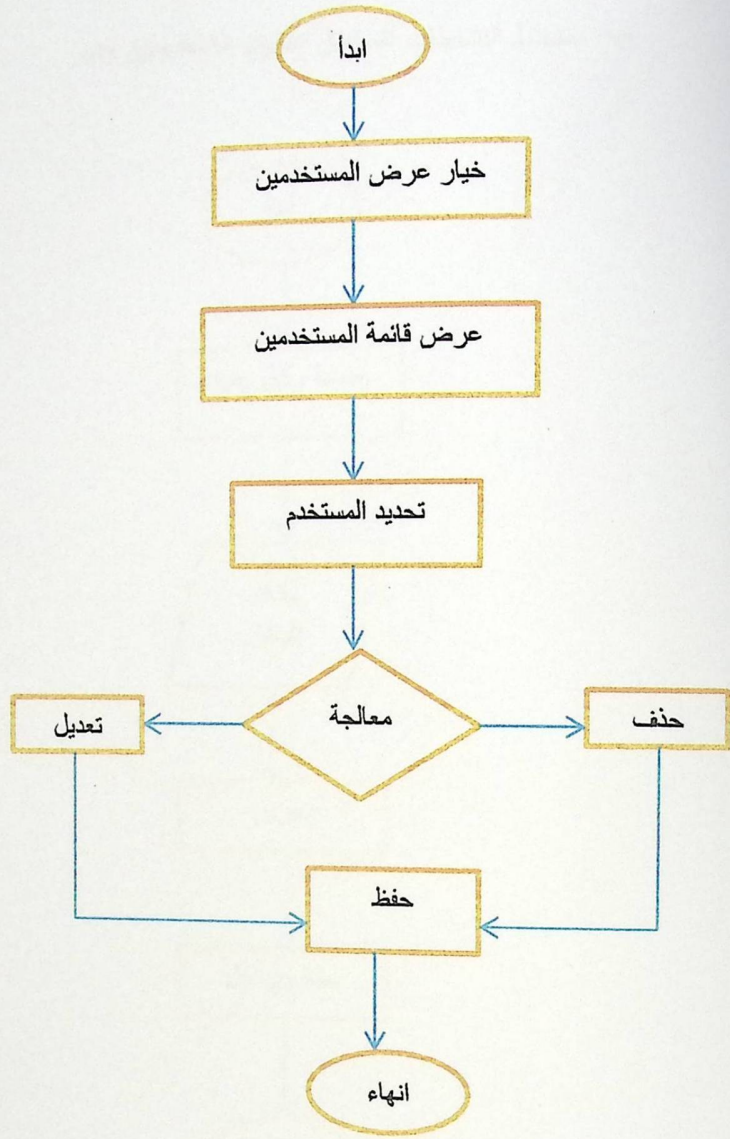 ابدأ
خيار عرض المستخدمين
عرض قائمة المستخدمين
تحديد المستخدم
معالجة
حذف
تعديل
حفظ
انهاء